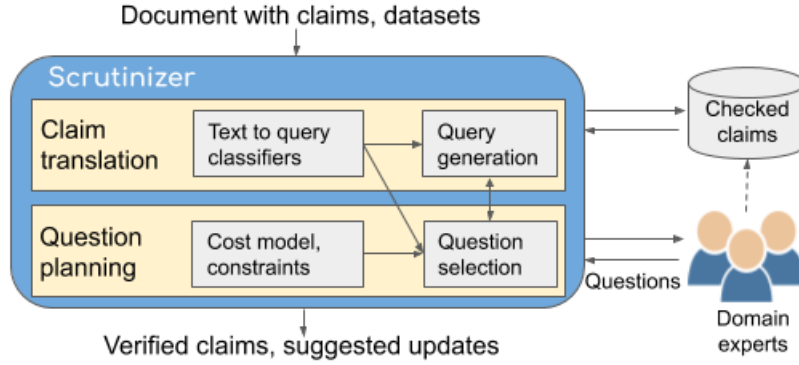 Document with claims, datasets
Scrutinizer
Claim
translation
Text to query
classifiers
Query
generation
Checked
claims
Question
planning
Cost model,
constraints
Question
selection
Questions
Domain
experts
Verified claims, suggested updates